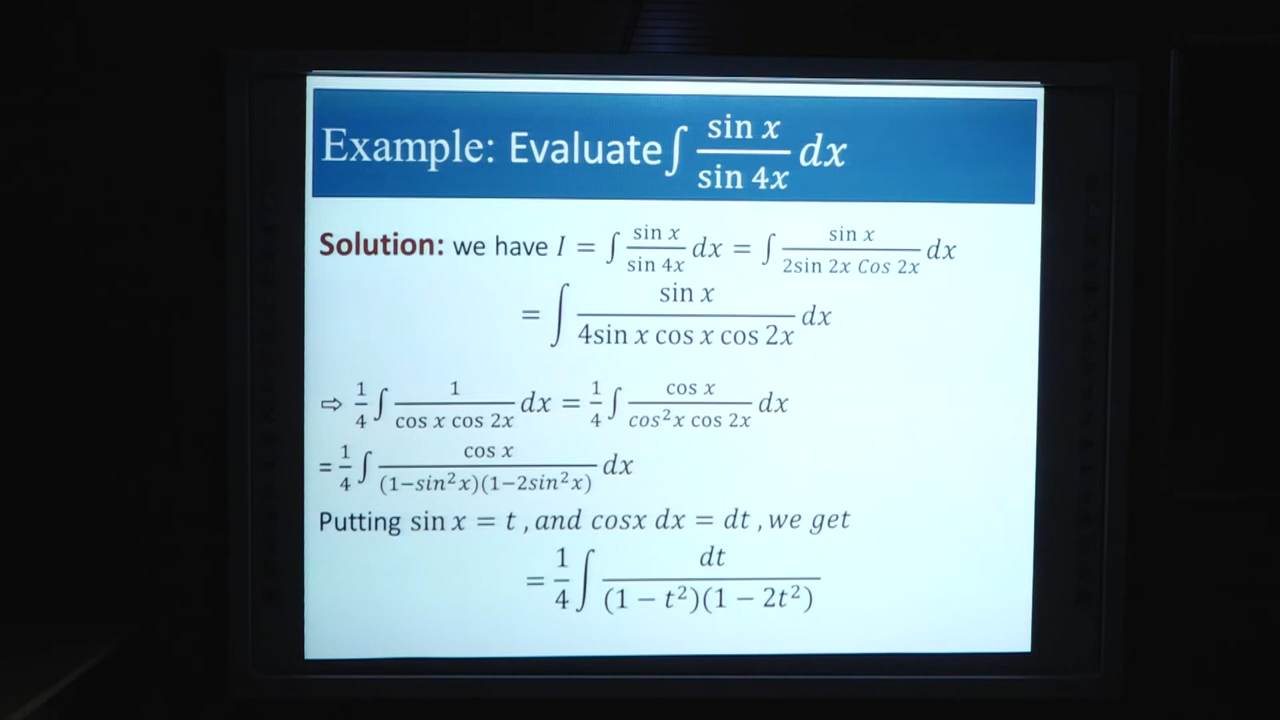 Example: Evaluate ∫ sin x / sin 4x dx
Solution: we have I = ∫ sin x / sin 4x dx = ∫ sin x / 2sin 2x Cos 2x dx
= ∫ sin x / 4sin x cos x cos 2x dx
⇨ 1/4 ∫ 1 / cos x cos 2x dx = 1/4 ∫ cos x / cos²x cos 2x dx
= 1/4 ∫ cos x / (1−sin²x)(1−2sin²x) dx
Putting sin x = t , and cosx dx = dt , we get
= 1/4 ∫ dt / (1 − t²)(1 − 2t²)